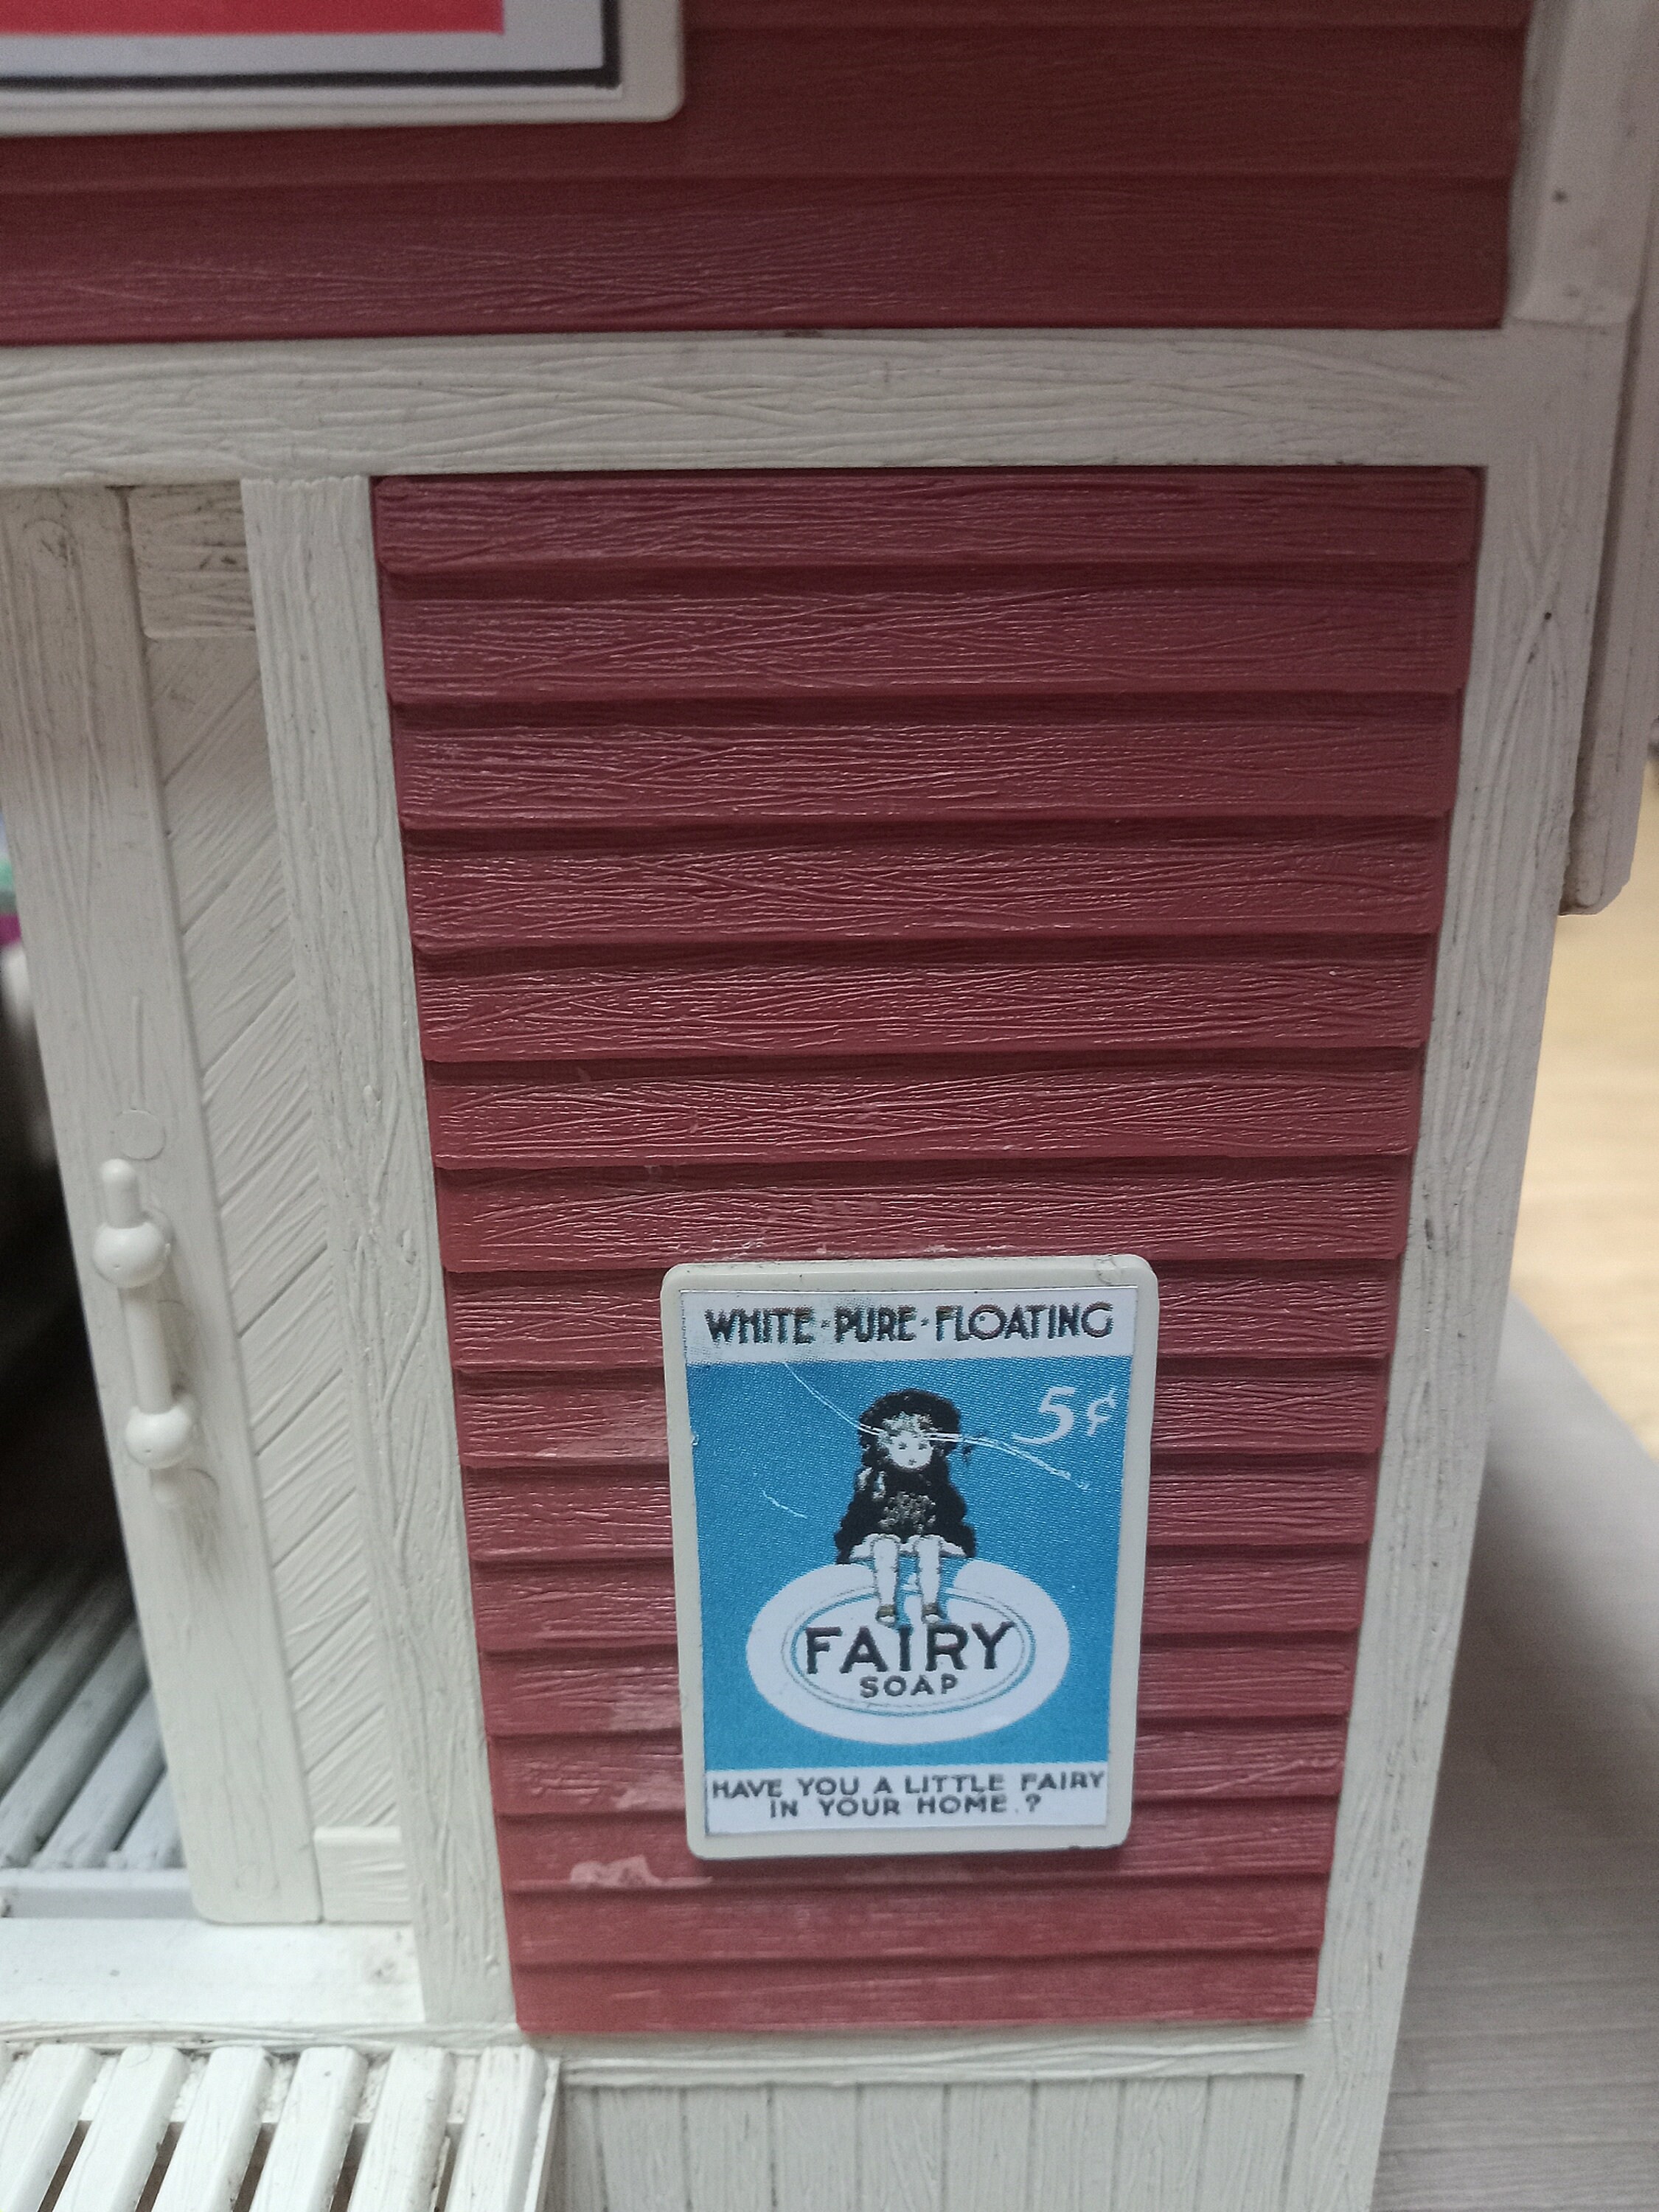 WHITE·PURE·FLOATING
5¢
FAIRY
SOAP
HAVE YOU A LITTLE FAIRY
IN YOUR HOME.?